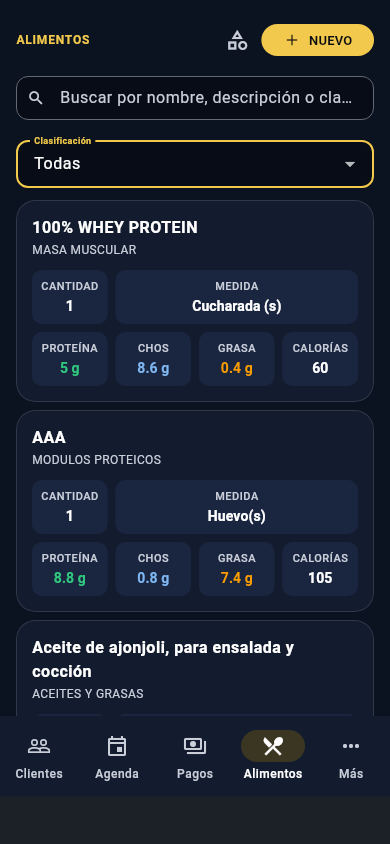 ALIMENTOS
NUEVO
Buscar por nombre, descripción o cla…
Clasificación
Todas
100% WHEY PROTEIN
MASA MUSCULAR
CANTIDAD
1
MEDIDA
Cucharada (s)
PROTEÍNA
5 g
CHOS
8.6 g
GRASA
0.4 g
CALORÍAS
60
AAA
MODULOS PROTEICOS
CANTIDAD
1
MEDIDA
Huevo(s)
PROTEÍNA
8.8 g
CHOS
0.8 g
GRASA
7.4 g
CALORÍAS
105
Aceite de ajonjoli, para ensalada y
cocción
ACEITES Y GRASAS
Clientes
Agenda
Pagos
Alimentos
Más